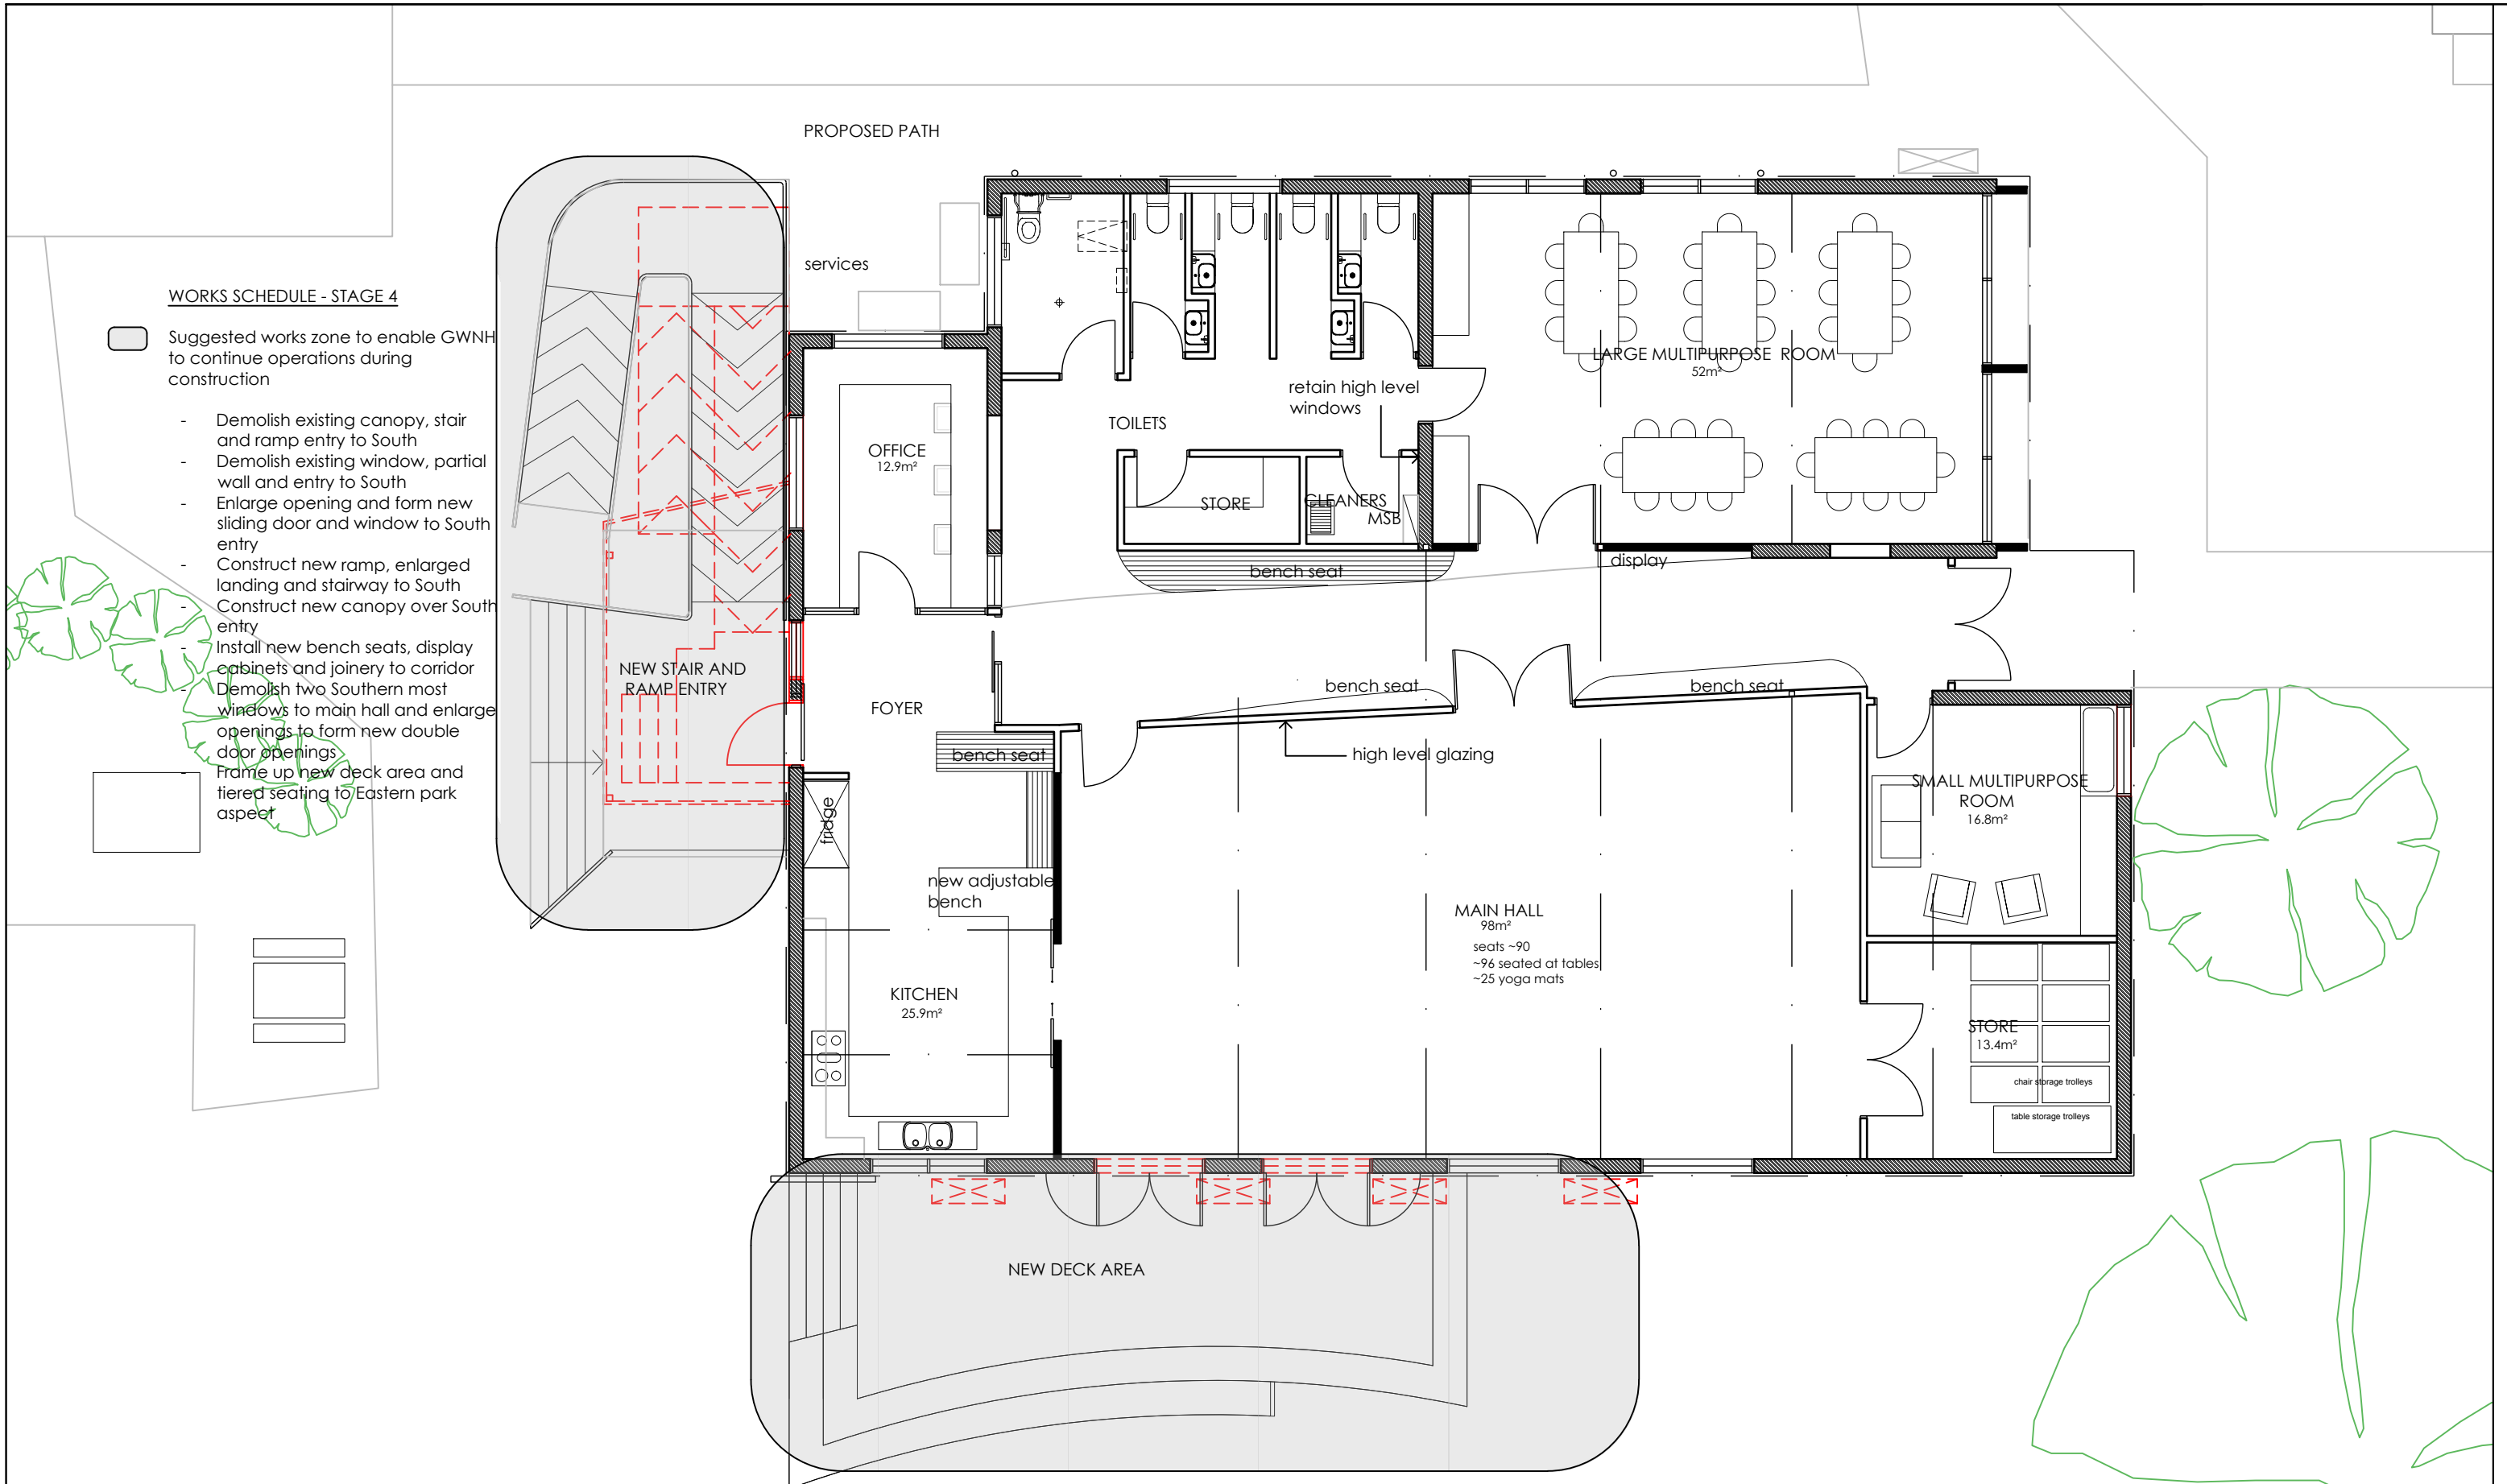 PROPOSED PATH
services
WORKS SCHEDULE - STAGE 4
Suggested works zone to enable GWNH
to continue operations during
construction
- Demolish existing canopy, stair
and ramp entry to South
- Demolish existing window, partial
wall and entry to South
- Enlarge opening and form new
sliding door and window to South
entry
- Construct new ramp, enlarged
landing and stairway to South
- Construct new canopy over South
entry
- Install new bench seats, display
cabinets and joinery to corridor
- Demolish two Southern most
windows to main hall and enlarge
openings to form new double
door openings
- Frame up new deck area and
tiered seating to Eastern park
aspect
NEW STAIR AND
RAMP ENTRY
OFFICE
12.9m²
TOILETS
retain high level
windows
LARGE MULTIPURPOSE ROOM
52m²
STORE
CLEANERS
MSB
bench seat
display
bench seat
bench seat
FOYER
bench seat
high level glazing
fridge
new adjustable
bench
SMALL MULTIPURPOSE
ROOM
16.8m²
MAIN HALL
98m²
seats ~90
~96 seated at tables
~25 yoga mats
KITCHEN
25.9m²
STORE
13.4m²
chair storage trolleys
table storage trolleys
NEW DECK AREA